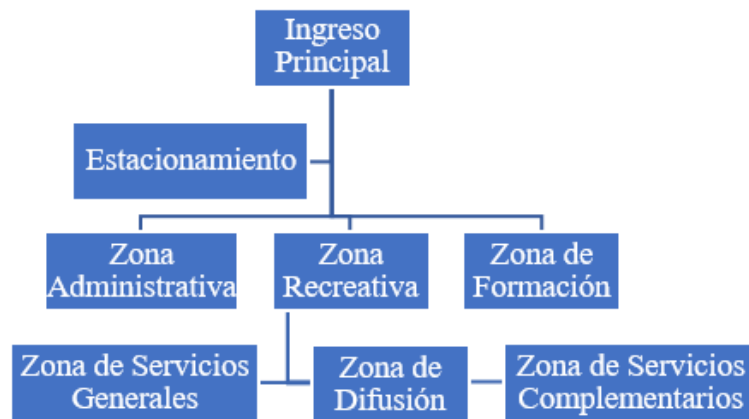 Ingreso
Principal
Estacionamiento
Zona
Administrativa
Zona
Recreativa
Zona de
Formación
Zona de Servicios
Generales
Zona de
Difusión
Zona de Servicios
Complementarios